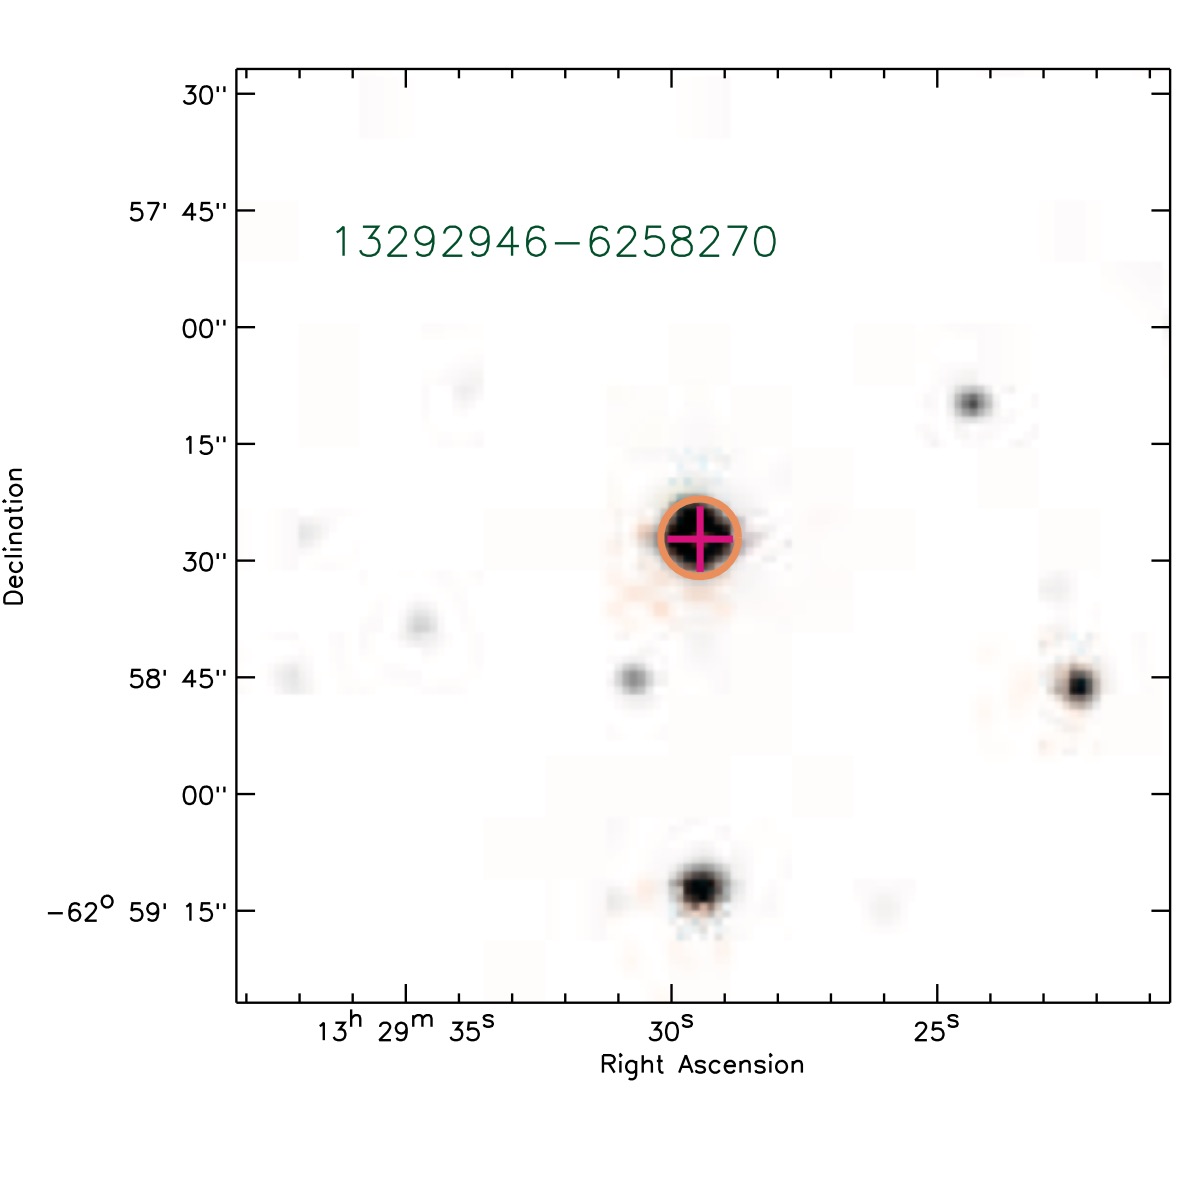 30"
57' 45"
13292946−6258270
00"
15"
30"
58' 45"
00"
−62° 59' 15"
13ʰ 29ᵐ 35ˢ 30ˢ 25ˢ
Right Ascension
Declination